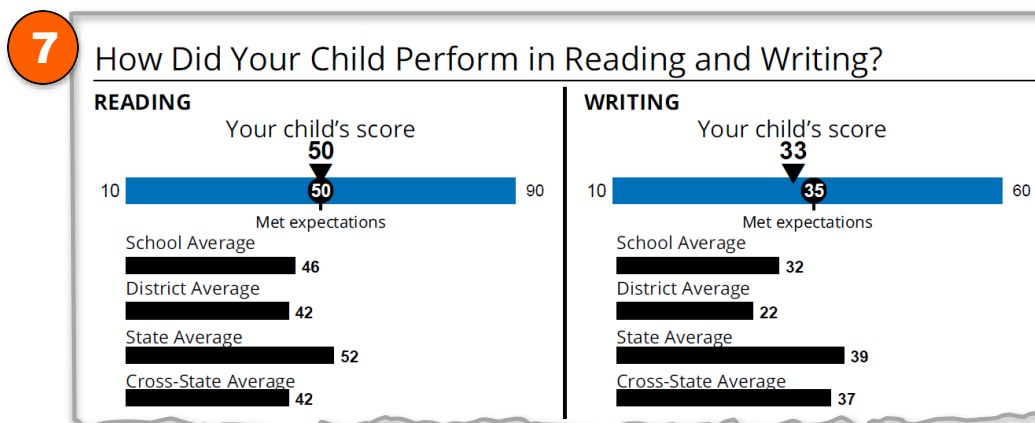 7
How Did Your Child Perform in Reading and Writing?
READING
Your child's score
50
10 50 90
Met expectations
School Average
46
District Average
42
State Average
52
Cross-State Average
42
WRITING
Your child's score
33
10 35 60
Met expectations
School Average
32
District Average
22
State Average
39
Cross-State Average
37